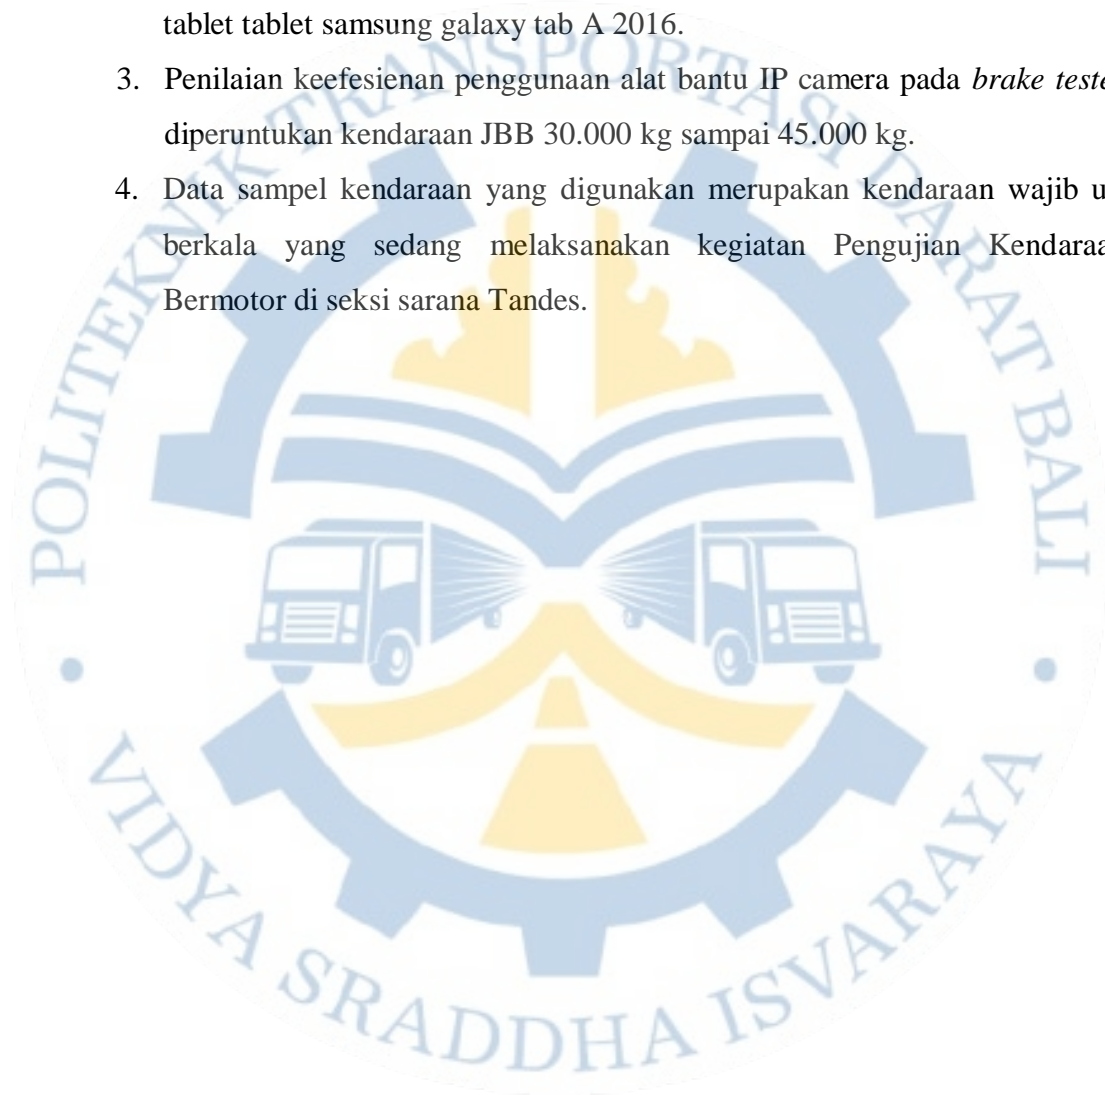 tablet tablet samsung galaxy tab A 2016.
3. Penilaian keefesienan penggunaan alat bantu IP camera pada brake teste
diperuntukan kendaraan JBB 30.000 kg sampai 45.000 kg.
4. Data sampel kendaraan yang digunakan merupakan kendaraan wajib u
berkala yang sedang melaksanakan kegiatan Pengujian Kendaraa
Bermotor di seksi sarana Tandes.
POLITEKNIK TRANSPORTASI DARAT BALI
VIDYA SRADDHA ISVARAYA